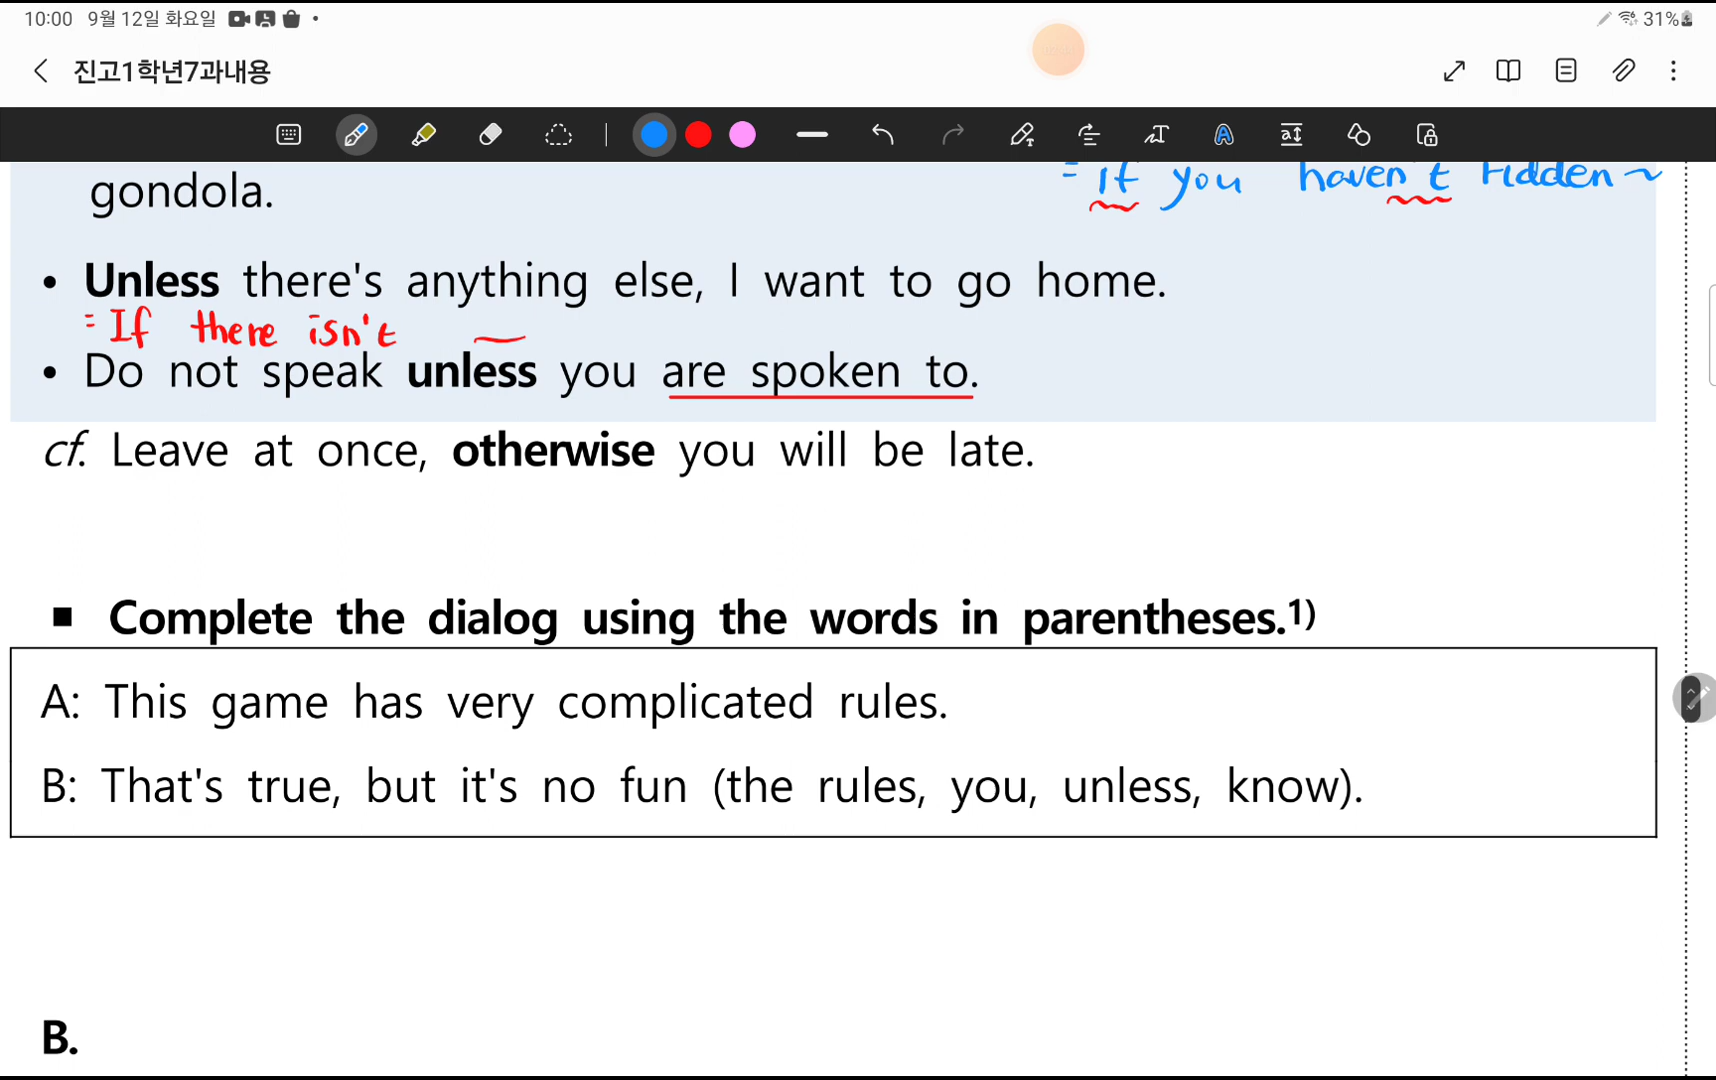 10:00 9월 12일 화요일 31%
진고1학년7과내용
gondola. = If you haven't ridden ~
• Unless there's anything else, I want to go home.
= If there isn't
• Do not speak unless you are spoken to.
cf. Leave at once, otherwise you will be late.
■ Complete the dialog using the words in parentheses.1)
A: This game has very complicated rules.
B: That's true, but it's no fun (the rules, you, unless, know).
B.